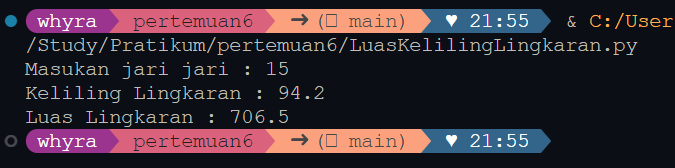 whyra pertemuan6 ➜ (▯ main) ♥ 21:55 & C:/User
/Study/Pratikum/pertemuan6/LuasKelilingLingkaran.py
Masukan jari jari : 15
Keliling Lingkaran : 94.2
Luas Lingkaran : 706.5
whyra pertemuan6 ➜ (▯ main) ♥ 21:55